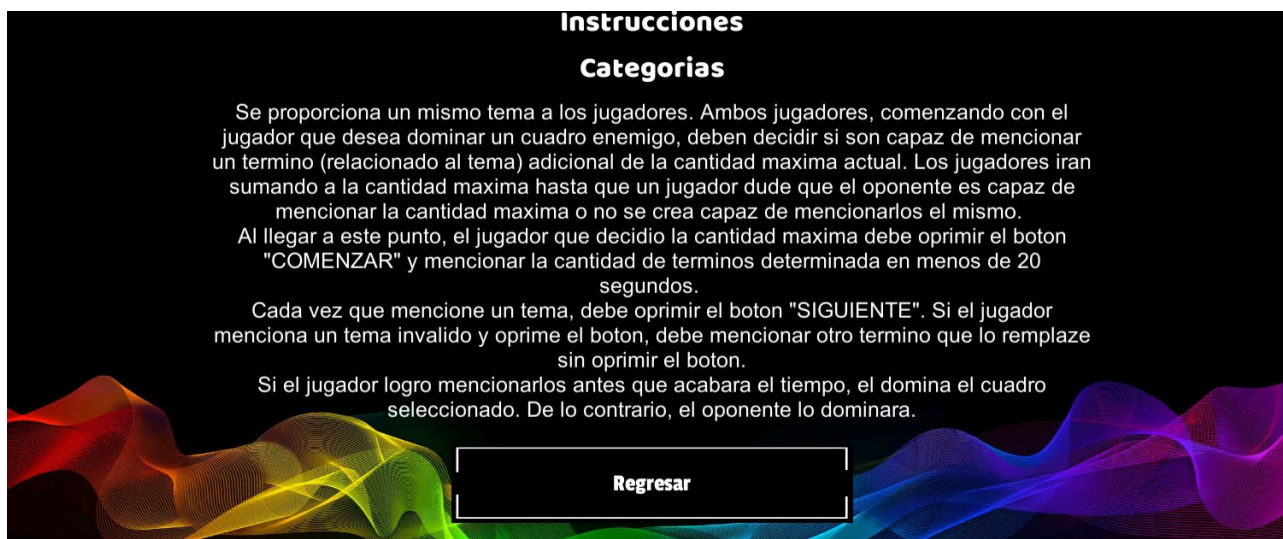 Instrucciones
Categorias
Se proporciona un mismo tema a los jugadores. Ambos jugadores, comenzando con el
jugador que desea dominar un cuadro enemigo, deben decidir si son capaz de mencionar
un termino (relacionado al tema) adicional de la cantidad maxima actual. Los jugadores iran
sumando a la cantidad maxima hasta que un jugador dude que el oponente es capaz de
mencionar la cantidad maxima o no se crea capaz de mencionarlos el mismo.
Al llegar a este punto, el jugador que decidio la cantidad maxima debe oprimir el boton
"COMENZAR" y mencionar la cantidad de terminos determinada en menos de 20
segundos.
Cada vez que mencione un tema, debe oprimir el boton "SIGUIENTE". Si el jugador
menciona un tema invalido y oprime el boton, debe mencionar otro termino que lo remplaze
sin oprimir el boton.
Si el jugador logro mencionarlos antes que acabara el tiempo, el domina el cuadro
seleccionado. De lo contrario, el oponente lo dominara.
Regresar